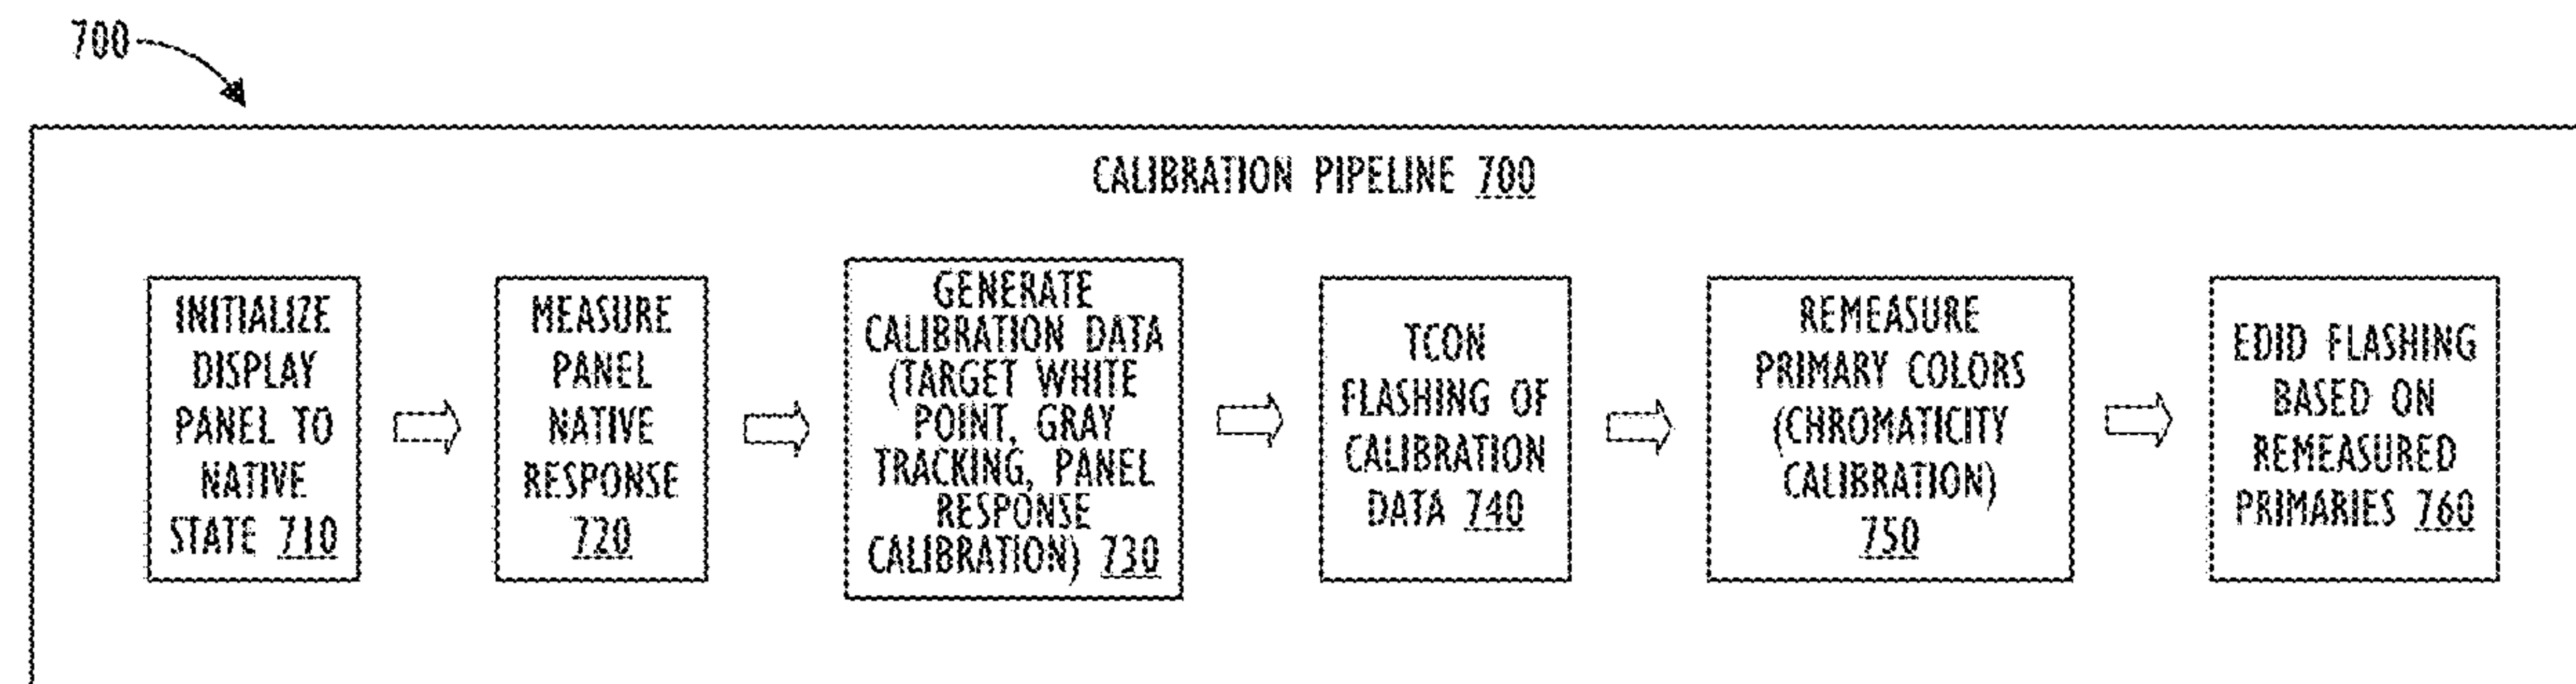 700
CALIBRATION PIPELINE 700
INITIALIZE
DISPLAY
PANEL TO
NATIVE
STATE 710
MEASURE
PANEL
NATIVE
RESPONSE
720
GENERATE
CALIBRATION DATA
(TARGET WHITE
POINT, GRAY
TRACKING, PANEL
RESPONSE
CALIBRATION) 730
TCON
FLASHING OF
CALIBRATION
DATA 740
REMEASURE
PRIMARY COLORS
(CHROMATICITY
CALIBRATION)
750
EDID FLASHING
BASED ON
REMEASURED
PRIMARIES 760